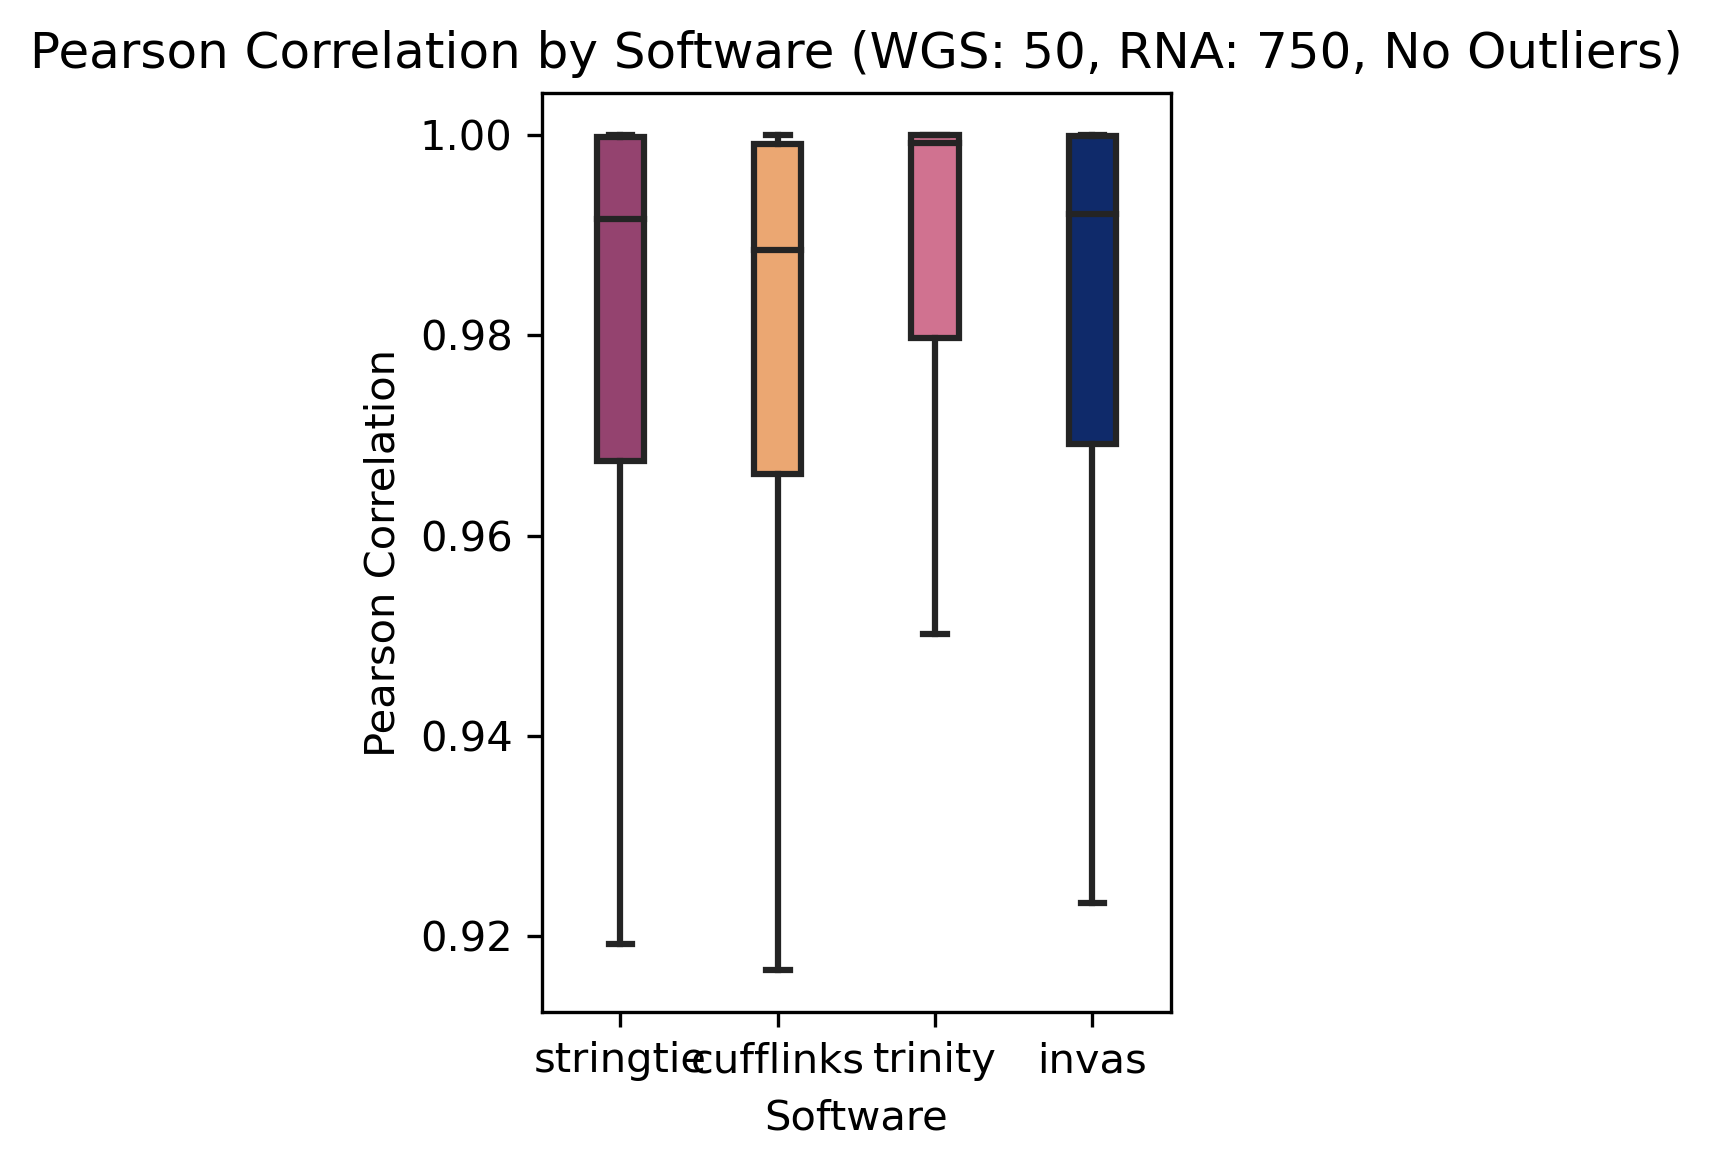 Pearson Correlation by Software (WGS: 50, RNA: 750, No Outliers)
1.00
0.98
0.96
0.94
0.92
Pearson Correlation
stringtie cufflinks trinity invas
Software